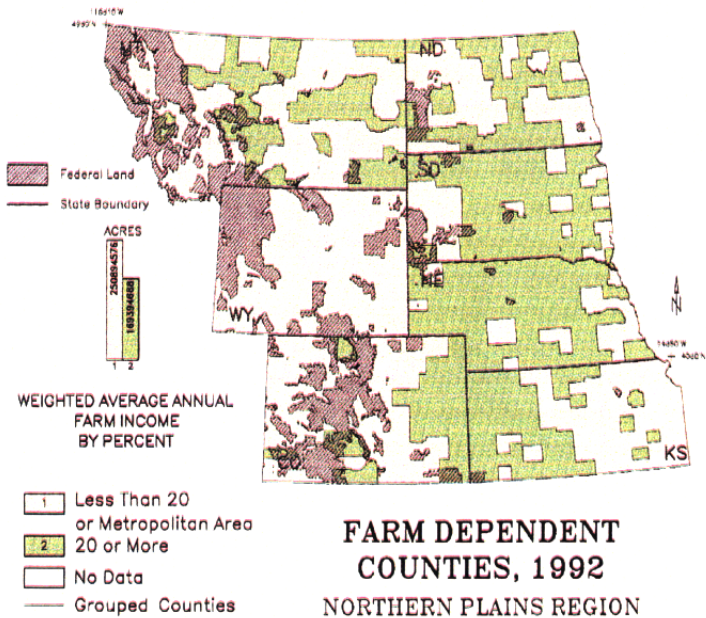 MT
ND
Federal Land
SD
State Boundary
ACRES
250894576
1 2
NE
WY
WEIGHTED AVERAGE ANNUAL
FARM INCOME
BY PERCENT
CO
KS
N
1 Less Than 20
or Metropolitan Area
2 20 or More
No Data
Grouped Counties
FARM DEPENDENT
COUNTIES, 1992
NORTHERN PLAINS REGION